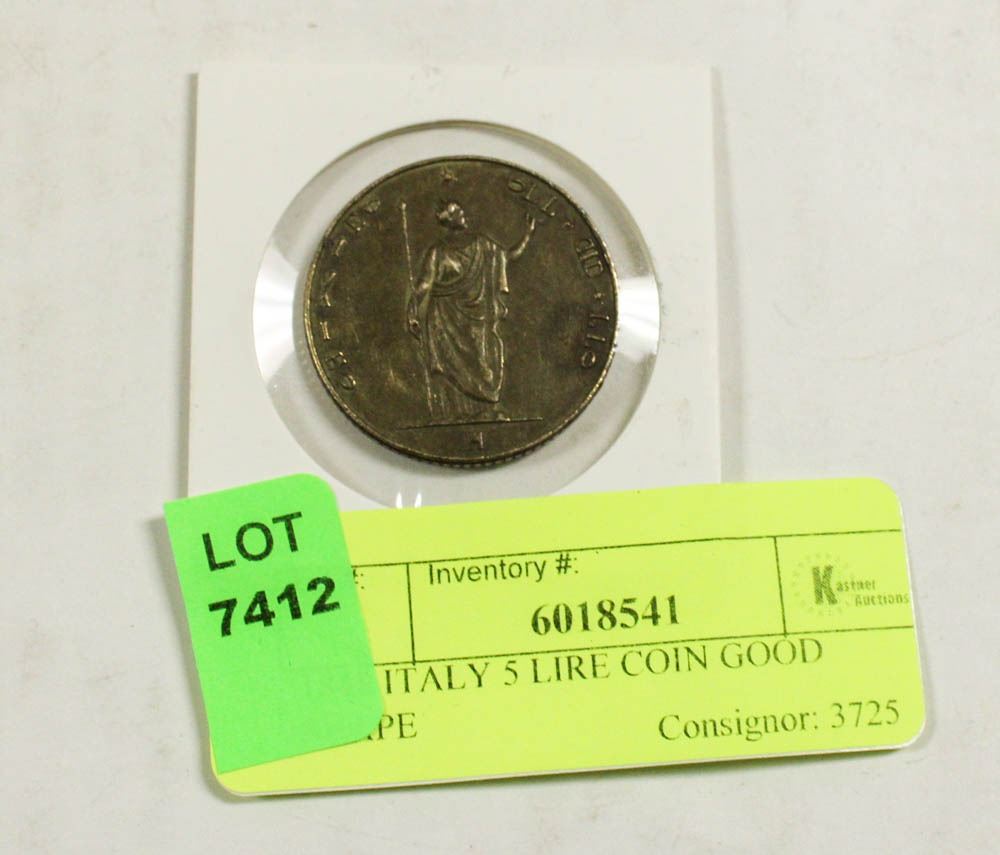 LOT
7412
Inventory #:
6018541
Kastner
Auctions
ITALY 5 LIRE COIN GOOD
Consignor: 3725
M